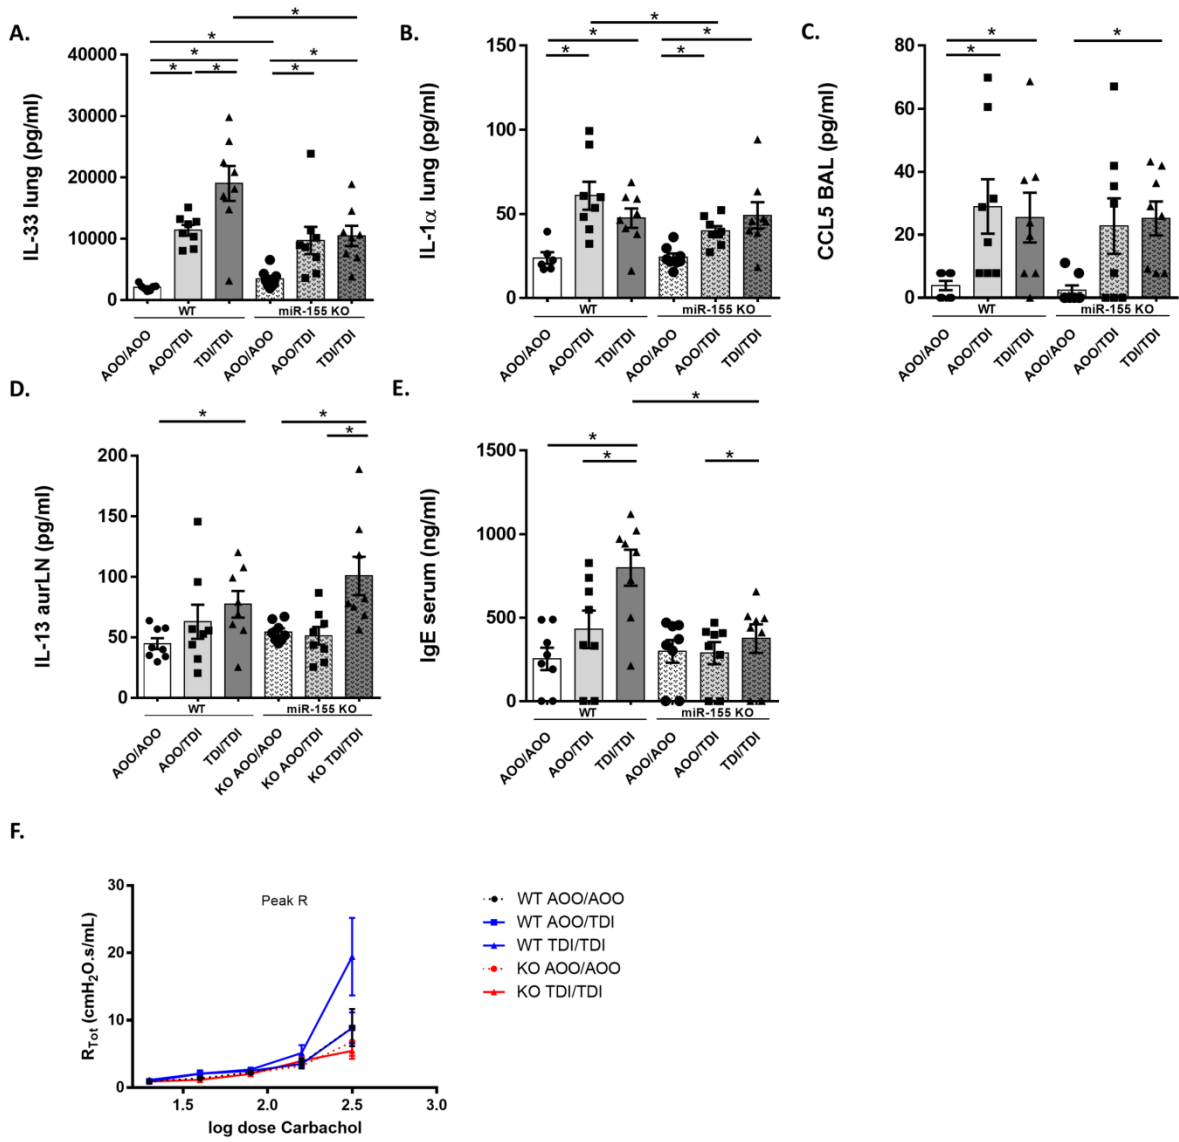 A.
IL-33 lung (pg/ml)
40000
30000
20000
10000
0
* * * * * * * *
WT
miR-155 KO
AOO/AOO
AOO/TDI
TDI/TDI
AOO/AOO
AOO/TDI
TDI/TDI
B.
IL-1α lung (pg/ml)
150
100
50
0
* * * * *
WT
miR-155 KO
AOO/AOO
AOO/TDI
TDI/TDI
AOO/AOO
AOO/TDI
TDI/TDI
C.
CCL5 BAL (pg/ml)
80
60
40
20
0
* * *
WT
miR-155 KO
AOO/AOO
AOO/TDI
TDI/TDI
AOO/AOO
AOO/TDI
TDI/TDI
D.
IL-13 aurLN (pg/ml)
200
150
100
50
0
* * *
WT
miR-155 KO
AOO/AOO
AOO/TDI
TDI/TDI
KO AOO/AOO
KO AOO/TDI
KO TDI/TDI
E.
IgE serum (ng/ml)
1500
1000
500
0
* * * *
WT
miR-155 KO
AOO/AOO
AOO/TDI
TDI/TDI
AOO/AOO
AOO/TDI
TDI/TDI
F.
Peak R
R_Tot (cmH₂O.s/mL)
30
20
10
0
1.5 2.0 2.5 3.0
log dose Carbachol
WT AOO/AOO
WT AOO/TDI
WT TDI/TDI
KO AOO/AOO
KO TDI/TDI